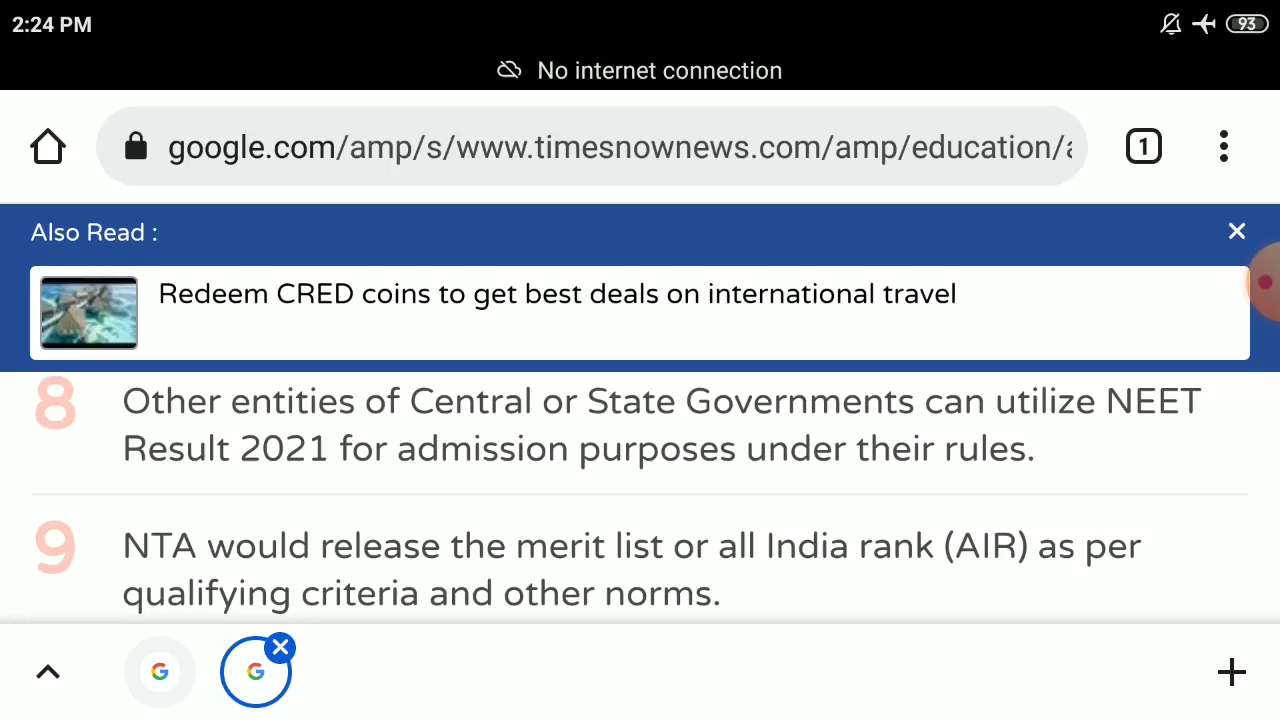 2:24 PM
93
No internet connection
google.com/amp/s/www.timesnownews.com/amp/education/
1
Also Read :
Redeem CRED coins to get best deals on international travel
8
Other entities of Central or State Governments can utilize NEET
Result 2021 for admission purposes under their rules.
9
NTA would release the merit list or all India rank (AIR) as per
qualifying criteria and other norms.
G G